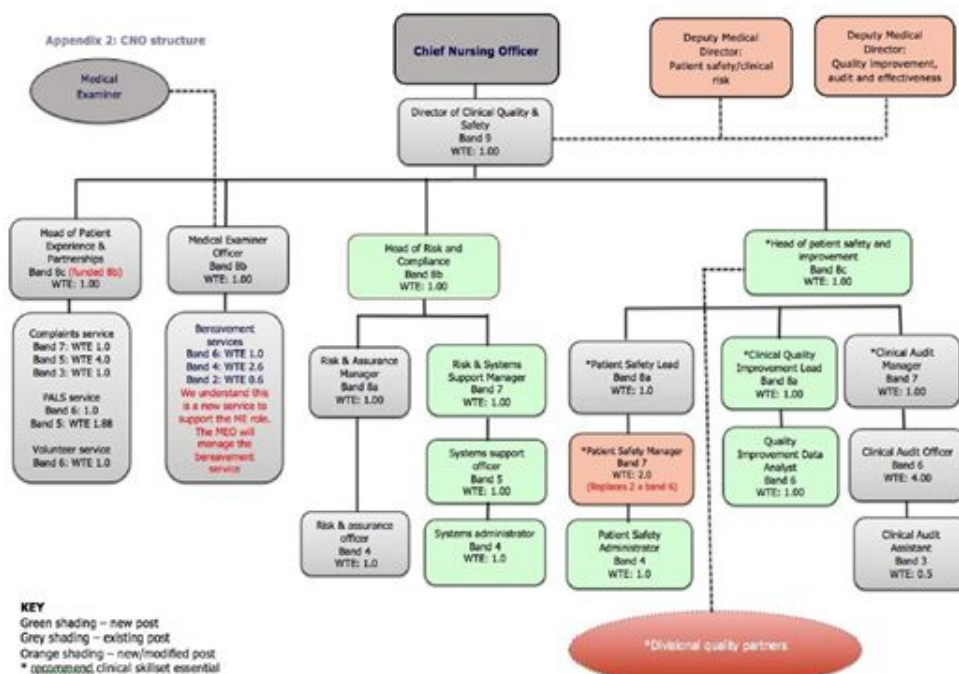 Appendix 2: CNO structure
Chief Nursing Officer
Deputy Medical
Director:
Patient safety/clinical
risk
Deputy Medical
Director:
Quality improvement,
audit and effectiveness
Medical
Examiner
Director of Clinical Quality &
Safety
Band 9
WTE: 1.00
Head of Patient
Experience &
Partnerships
Band 8c (funded 8b)
WTE: 1.00
Medical Examiner
Officer
Band 8b
WTE: 1.00
Head of Risk and
Compliance
Band 8b
WTE: 1.00
*Head of patient safety and
improvement
Band 8c
WTE: 1.00
Complaints service
Band 7: WTE 1.0
Band 5: WTE 4.0
Band 3: WTE 1.0
PALS service
Band 6: 1.0
Band 5: WTE 1.88
Volunteer service
Band 6: WTE 1.0
Bereavement
services
Band 6: WTE 1.0
Band 4: WTE 2.6
Band 2: WTE 0.6
We understand this
is a new service to
support the ME role.
The MEO will
manage the
bereavement
service
Risk & Assurance
Manager
Band 8a
WTE: 1.00
Risk & Systems
Support Manager
Band 7
WTE: 1.00
*Patient Safety Lead
Band 8a
WTE: 1.0
*Clinical Quality
Improvement Lead
Band 8a
WTE: 1.00
*Clinical Audit
Manager
Band 7
WTE: 1.00
Systems support
officer
Band 5
WTE: 1.00
*Patient Safety Manager
Band 7
WTE: 2.0
(Replaces 2 x band 6)
Quality
Improvement Data
Analyst
Band 6
WTE: 1.00
Clinical Audit Officer
Band 6
WTE: 4.00
Risk & assurance
officer
Band 4
WTE: 1.0
Systems administrator
Band 4
WTE: 1.0
Patient Safety
Administrator
Band 4
WTE: 1.0
Clinical Audit
Assistant
Band 3
WTE: 0.5
*Divisional quality partners
KEY
Green shading – new post
Grey shading – existing post
Orange shading – new/modified post
* recommend clinical skillset essential